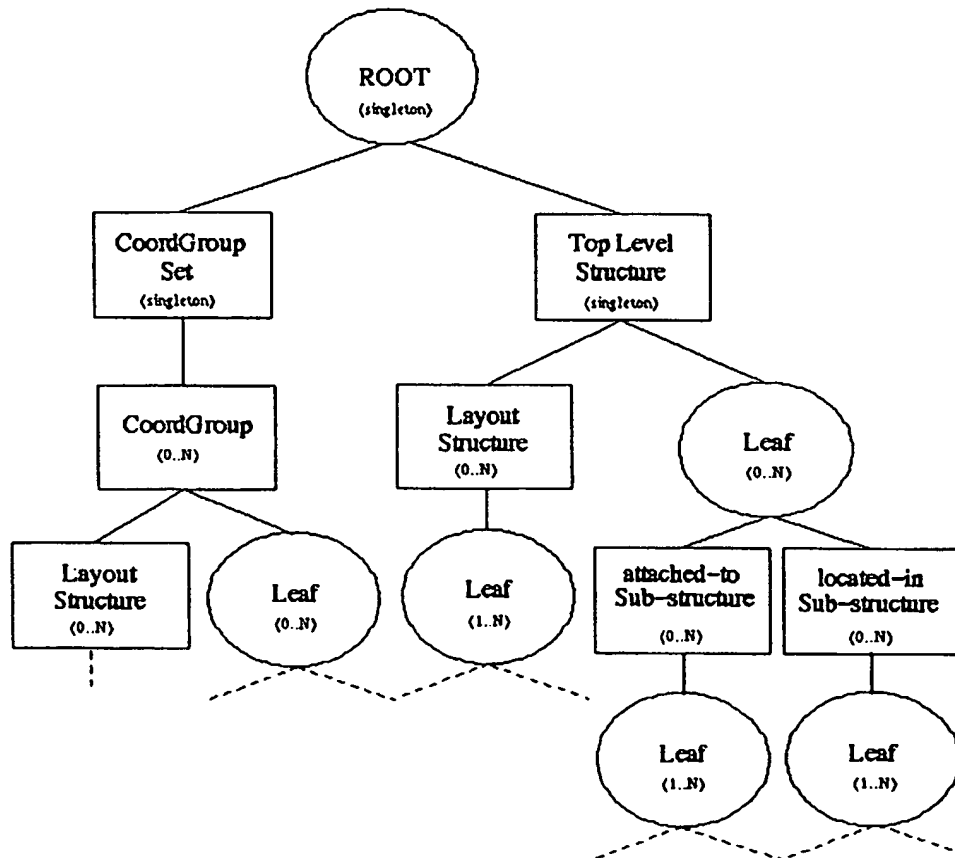 ROOT
(singleton)
CoordGroup
Set
(singleton)
Top Level
Structure
(singleton)
CoordGroup
(0..N)
Layout
Structure
(0..N)
Leaf
(0..N)
Layout
Structure
(0..N)
Leaf
(0..N)
Leaf
(1..N)
attached-to
Sub-structure
(0..N)
located-in
Sub-structure
(0..N)
Leaf
(1..N)
Leaf
(1..N)